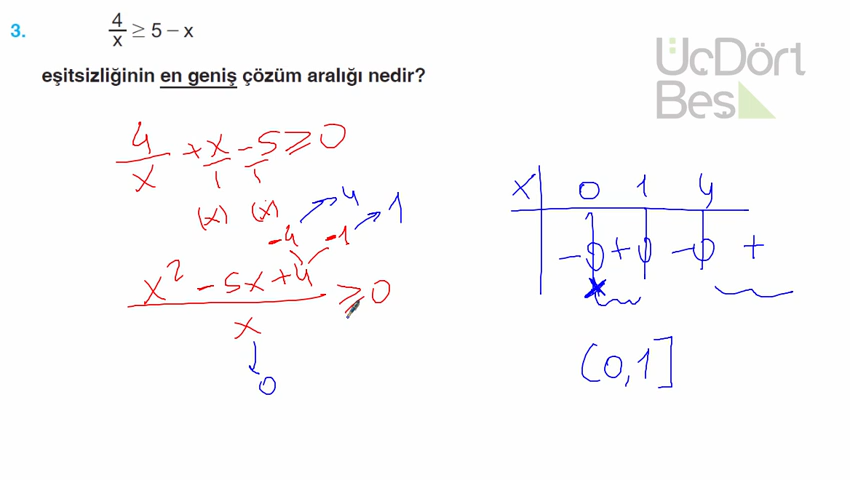 3. 4/x ≥ 5 – x
eşitsizliğinin en geniş çözüm aralığı nedir?
ÜçDört
Beş
4/x + x/1 - 5/1 ≥ 0
(x) (x)
-4 → 4
-1 → 1
x² - 5x + 4 / x ≥ 0
0
x | 0 1 4
- + - +
(0, 1]